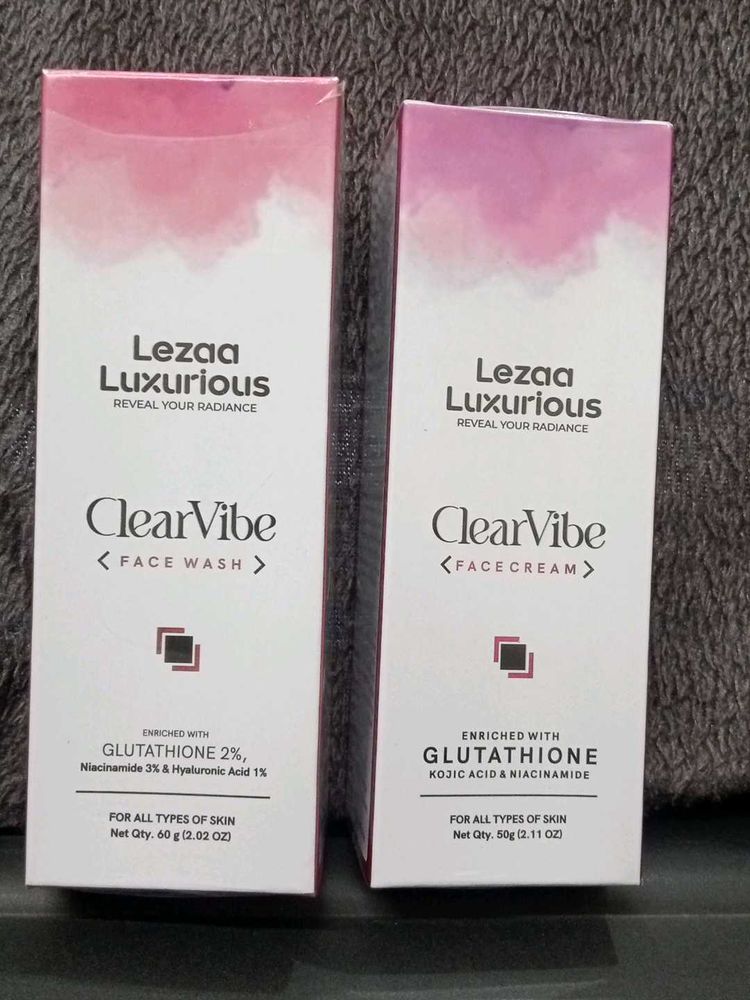 Lezaa
Luxurious
REVEAL YOUR RADIANCE
ClearVibe
< FACE WASH >
ENRICHED WITH
GLUTATHIONE 2%,
Niacinamide 3% & Hyaluronic Acid 1%
FOR ALL TYPES OF SKIN
Net Qty. 60 g (2.02 OZ)
Lezaa
Luxurious
REVEAL YOUR RADIANCE
ClearVibe
< FACE CREAM >
ENRICHED WITH
GLUTATHIONE
KOJIC ACID & NIACINAMIDE
FOR ALL TYPES OF SKIN
Net Qty. 50g (2.11 OZ)